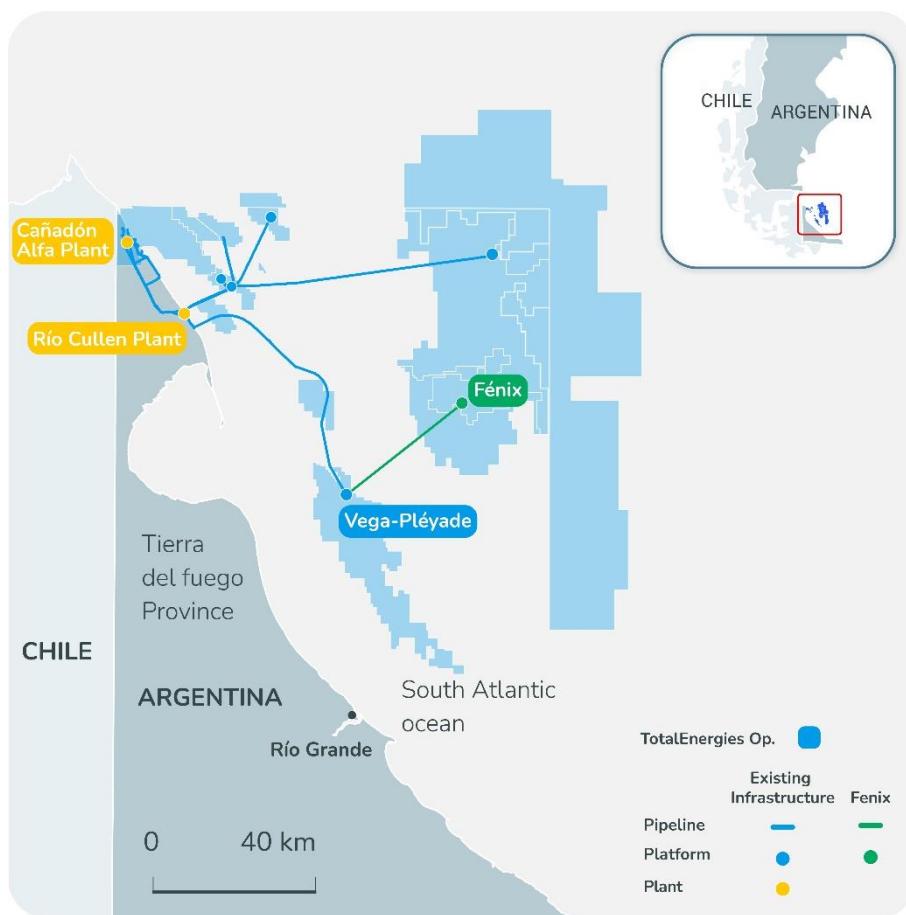 CHILE
ARGENTINA
Cañadón
Alfa Plant
Río Cullen Plant
Fénix
Vega-Pléyade
Tierra
del fuego
Province
CHILE
ARGENTINA
South Atlantic
ocean
Río Grande
0 40 km
TotalEnergies Op.
Existing
Infrastructure Fenix
Pipeline
Platform
Plant